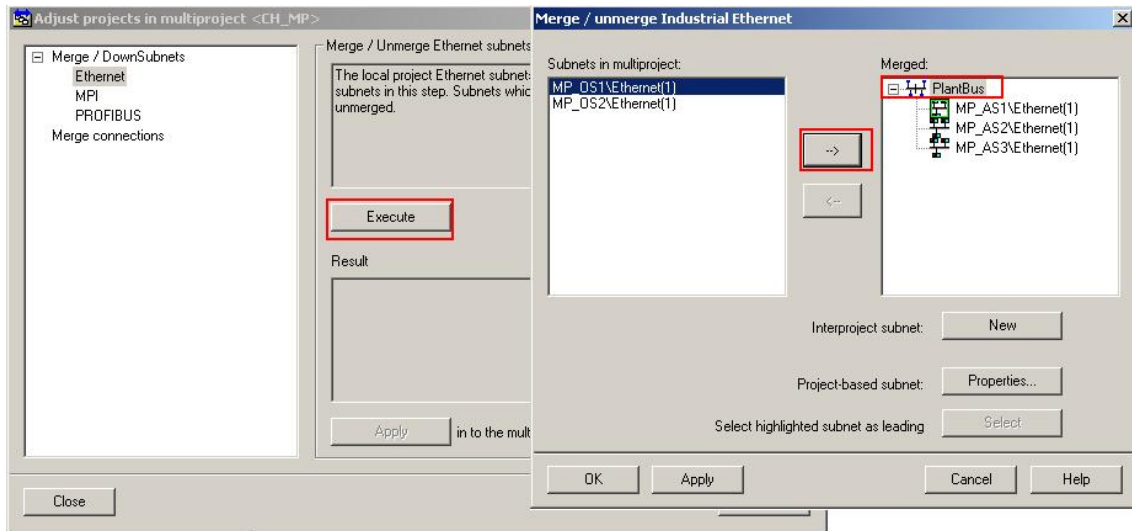 Adjust projects in multiproject <CH_MP>
Merge / DownSubnets
Ethernet
MPI
PROFIBUS
Merge connections
Merge / Unmerge Ethernet subnets
The local project Ethernet subnet
subnets in this step. Subnets whic
unmerged.
Execute
Result
Apply in to the mult
Close
Merge / unmerge Industrial Ethernet
Subnets in multiproject:
MP_OS1\Ethernet(1)
MP_OS2\Ethernet(1)
-->
<--
Merged:
PlantBus
MP_AS1\Ethernet(1)
MP_AS2\Ethernet(1)
MP_AS3\Ethernet(1)
Interproject subnet: New
Project-based subnet: Properties...
Select highlighted subnet as leading Select
OK Apply Cancel Help